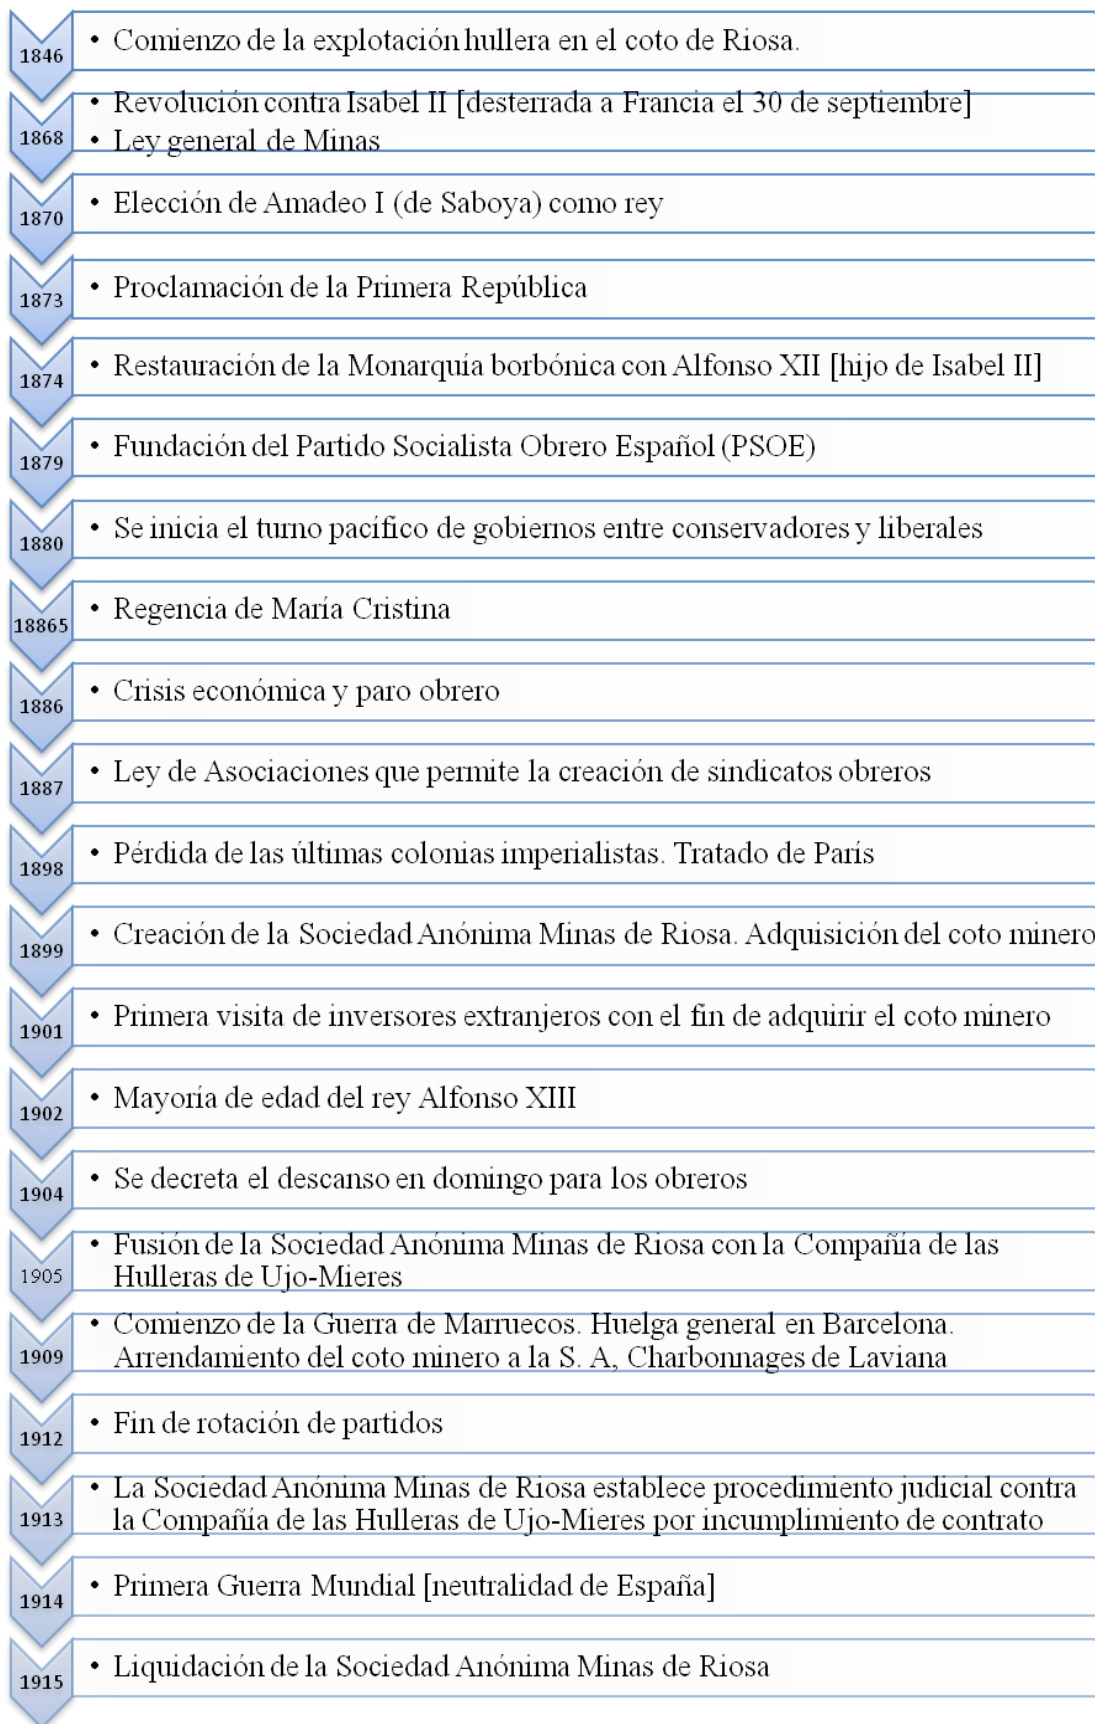 1846
• Comienzo de la explotación hullera en el coto de Riosa.
1868
• Revolución contra Isabel II [desterrada a Francia el 30 de septiembre]
• Ley general de Minas
1870
• Elección de Amadeo I (de Saboya) como rey
1873
• Proclamación de la Primera República
1874
• Restauración de la Monarquía borbónica con Alfonso XII [hijo de Isabel II]
1879
• Fundación del Partido Socialista Obrero Español (PSOE)
1880
• Se inicia el turno pacífico de gobiernos entre conservadores y liberales
18865
• Regencia de María Cristina
1886
• Crisis económica y paro obrero
1887
• Ley de Asociaciones que permite la creación de sindicatos obreros
1898
• Pérdida de las últimas colonias imperialistas. Tratado de París
1899
• Creación de la Sociedad Anónima Minas de Riosa. Adquisición del coto minero
1901
• Primera visita de inversores extranjeros con el fin de adquirir el coto minero
1902
• Mayoría de edad del rey Alfonso XIII
1904
• Se decreta el descanso en domingo para los obreros
1905
• Fusión de la Sociedad Anónima Minas de Riosa con la Compañía de las
Hulleras de Ujo-Mieres
1909
• Comienzo de la Guerra de Marruecos. Huelga general en Barcelona.
Arrendamiento del coto minero a la S. A, Charbonnages de Laviana
1912
• Fin de rotación de partidos
1913
• La Sociedad Anónima Minas de Riosa establece procedimiento judicial contra
la Compañía de las Hulleras de Ujo-Mieres por incumplimiento de contrato
1914
• Primera Guerra Mundial [neutralidad de España]
1915
• Liquidación de la Sociedad Anónima Minas de Riosa